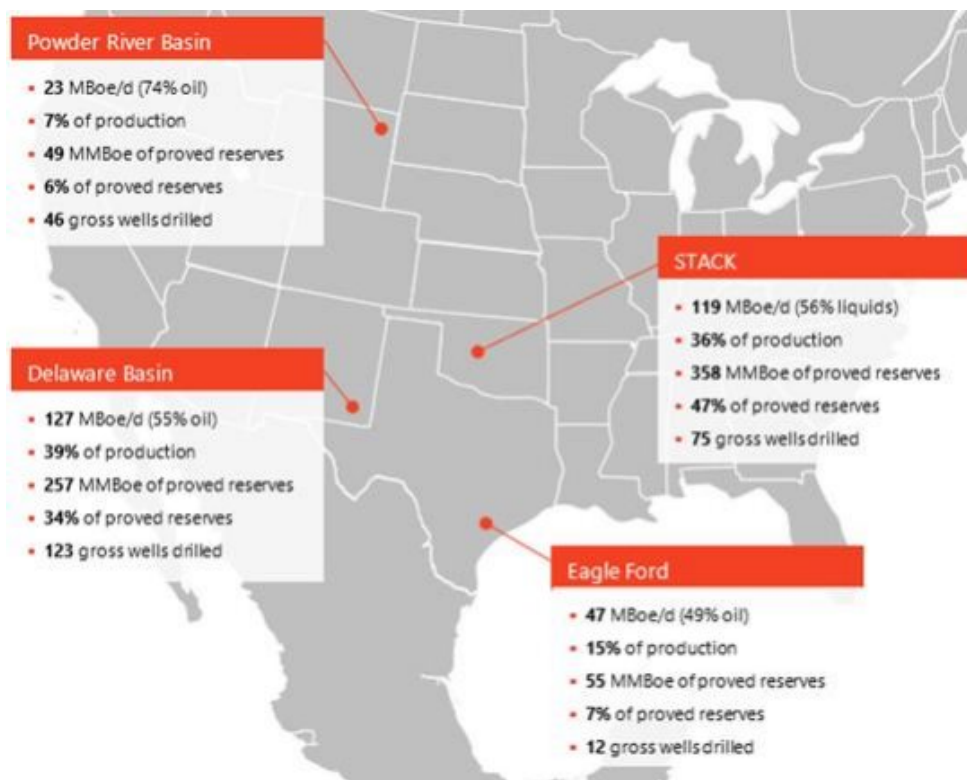 Powder River Basin
▪ 23 MBoe/d (74% oil)
▪ 7% of production
▪ 49 MMBoe of proved reserves
▪ 6% of proved reserves
▪ 46 gross wells drilled
STACK
▪ 119 MBoe/d (56% liquids)
▪ 36% of production
▪ 358 MMBoe of proved reserves
▪ 47% of proved reserves
▪ 75 gross wells drilled
Delaware Basin
▪ 127 MBoe/d (55% oil)
▪ 39% of production
▪ 257 MMBoe of proved reserves
▪ 34% of proved reserves
▪ 123 gross wells drilled
Eagle Ford
▪ 47 MBoe/d (49% oil)
▪ 15% of production
▪ 55 MMBoe of proved reserves
▪ 7% of proved reserves
▪ 12 gross wells drilled